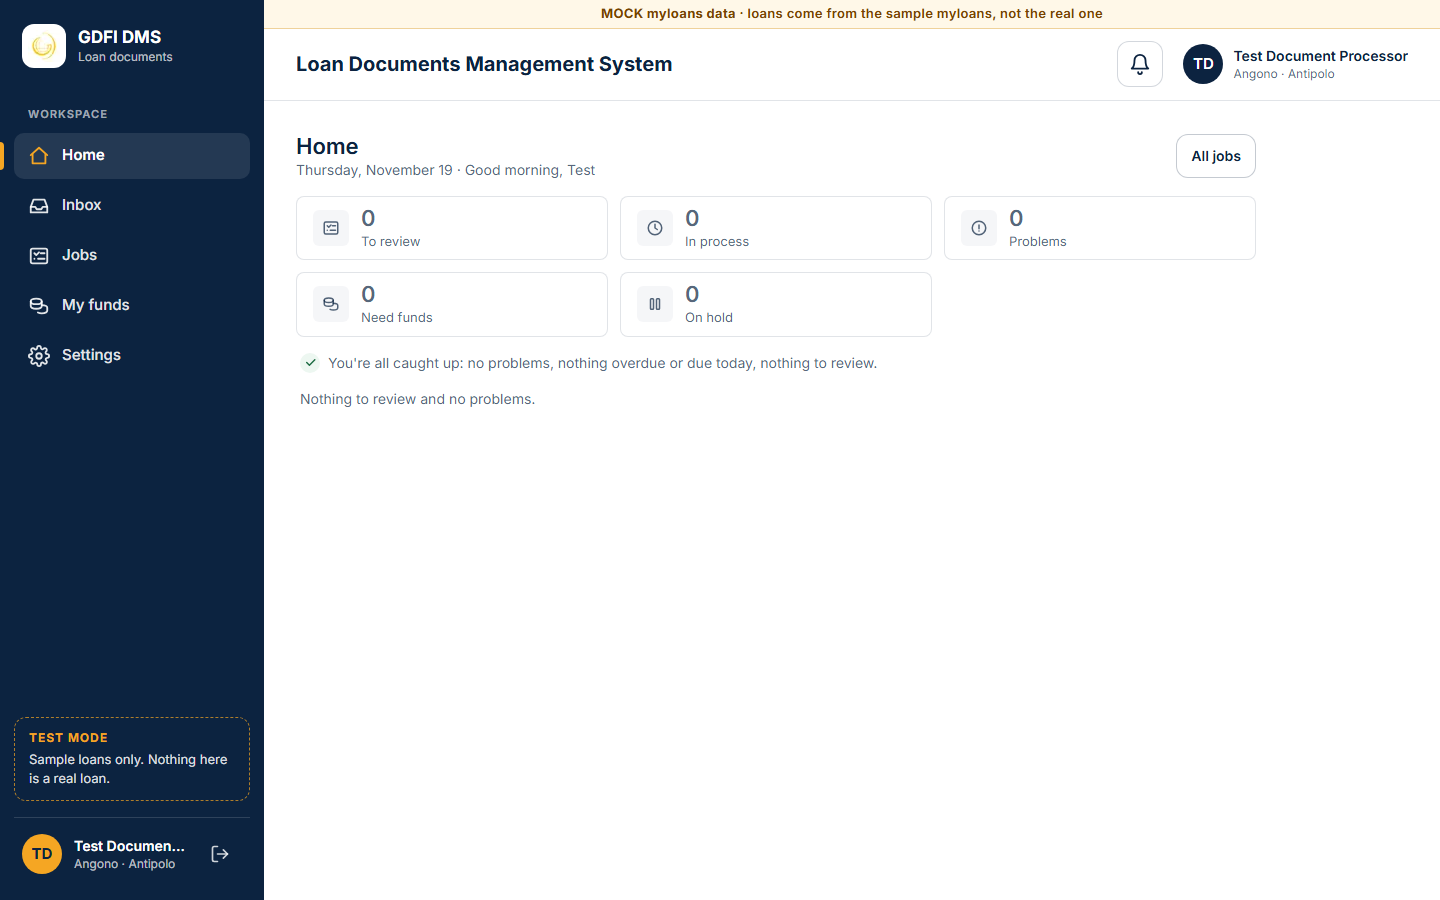 MOCK myloans data · loans come from the sample myloans, not the real one
GDFI DMS
Loan documents
WORKSPACE
Home
Inbox
Jobs
My funds
Settings
TEST MODE
Sample loans only. Nothing here
is a real loan.
TD
Test Documen...
Angono · Antipolo
Loan Documents Management System
TD
Test Document Processor
Angono · Antipolo
Home
Thursday, November 19 · Good morning, Test
All jobs
0
To review
0
In process
0
Problems
0
Need funds
0
On hold
You're all caught up: no problems, nothing overdue or due today, nothing to review.
Nothing to review and no problems.